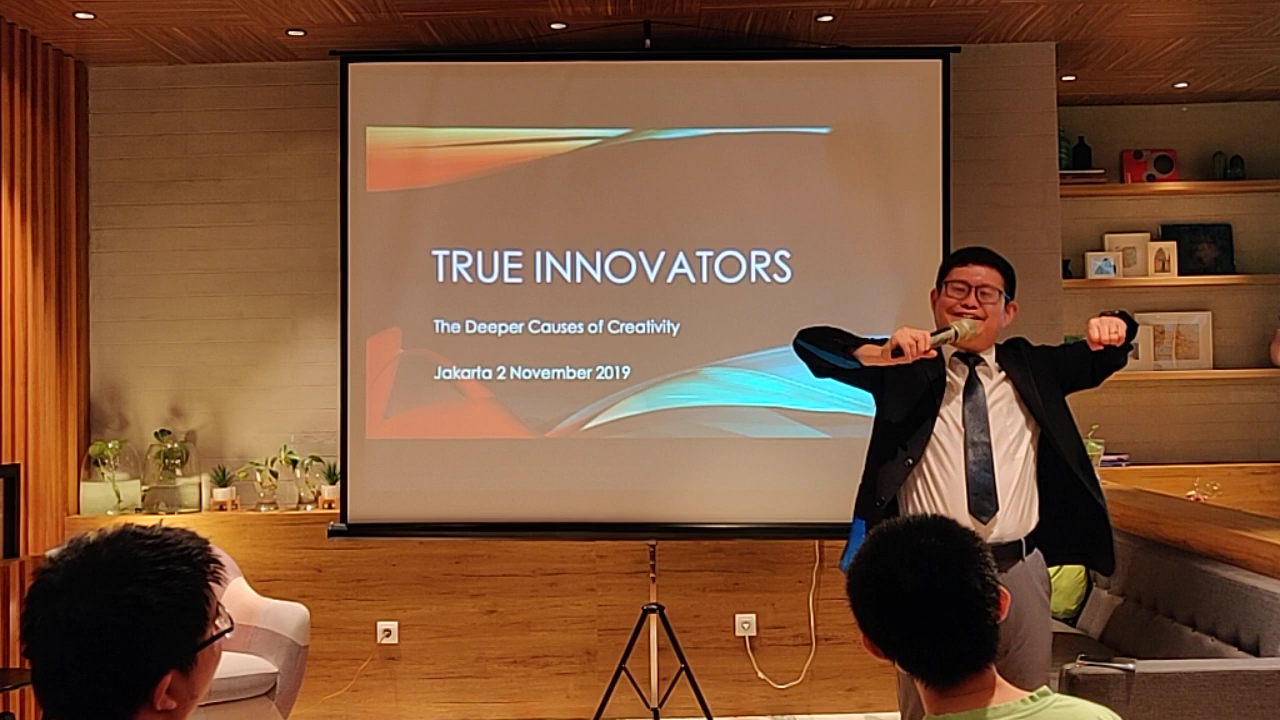 TRUE INNOVATORS
The Deeper Causes of Creativity
Jakarta 2 November 2019